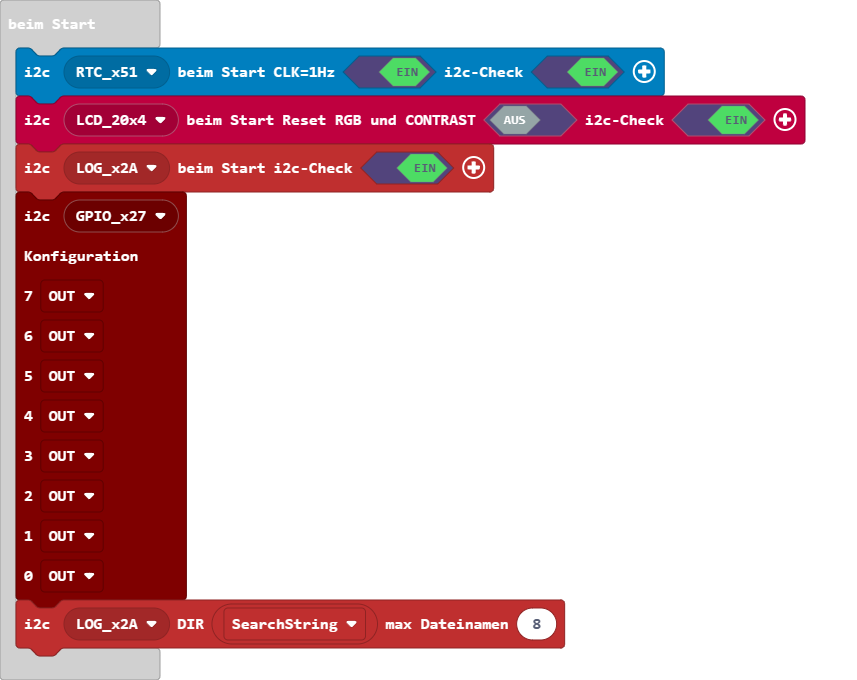 beim Start
i2c RTC_x51 beim Start CLK=1Hz EIN i2c-Check EIN
i2c LCD_20x4 beim Start Reset RGB und CONTRAST AUS i2c-Check EIN
i2c LOG_x2A beim Start i2c-Check EIN
i2c GPIO_x27
Konfiguration
7 OUT
6 OUT
5 OUT
4 OUT
3 OUT
2 OUT
1 OUT
0 OUT
i2c LOG_x2A DIR SearchString max Dateinamen 8